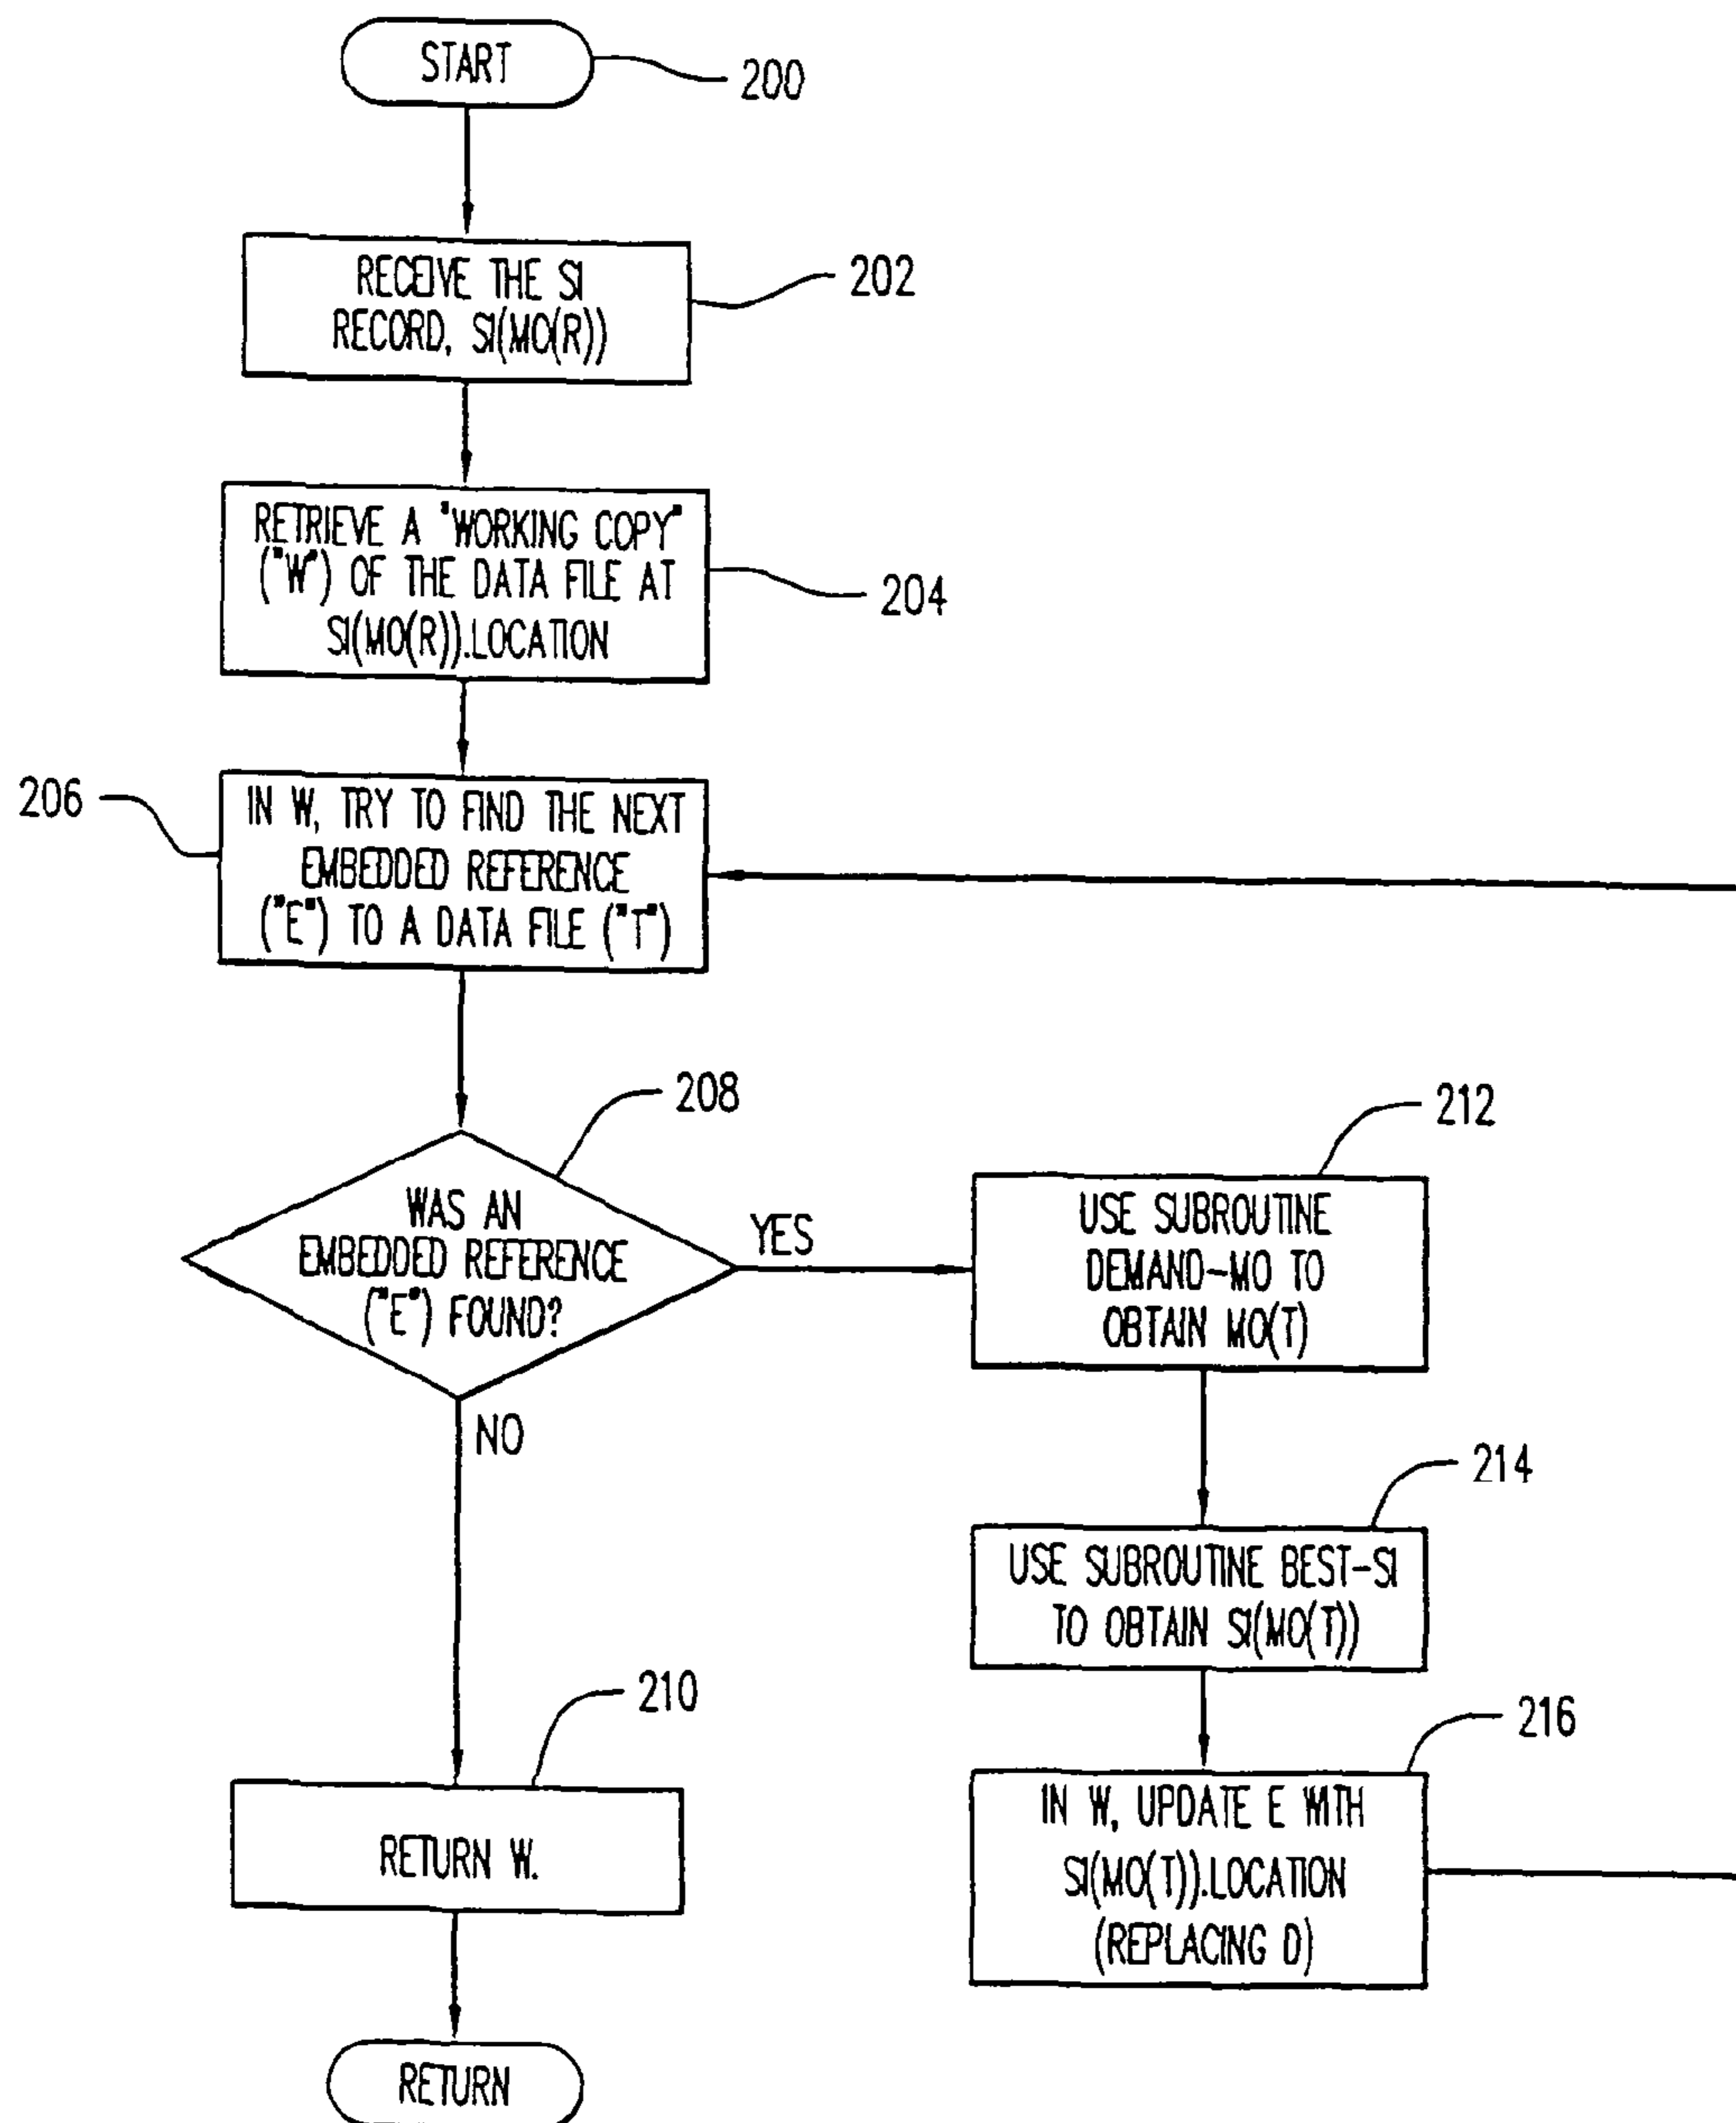 START
200
RECEIVE THE SI
RECORD, SI(MO(R))
202
RETRIEVE A "WORKING COPY"
("W") OF THE DATA FILE AT
SI(MO(R)).LOCATION
204
206
IN W, TRY TO FIND THE NEXT
EMBEDDED REFERENCE
("E") TO A DATA FILE ("T")
208
WAS AN
EMBEDDED REFERENCE
("E") FOUND?
YES
NO
212
USE SUBROUTINE
DEMAND-MO TO
OBTAIN MO(T)
214
USE SUBROUTINE BEST-SI
TO OBTAIN SI(MO(T))
216
IN W, UPDATE E WITH
SI(MO(T)).LOCATION
(REPLACING D)
210
RETURN W.
RETURN